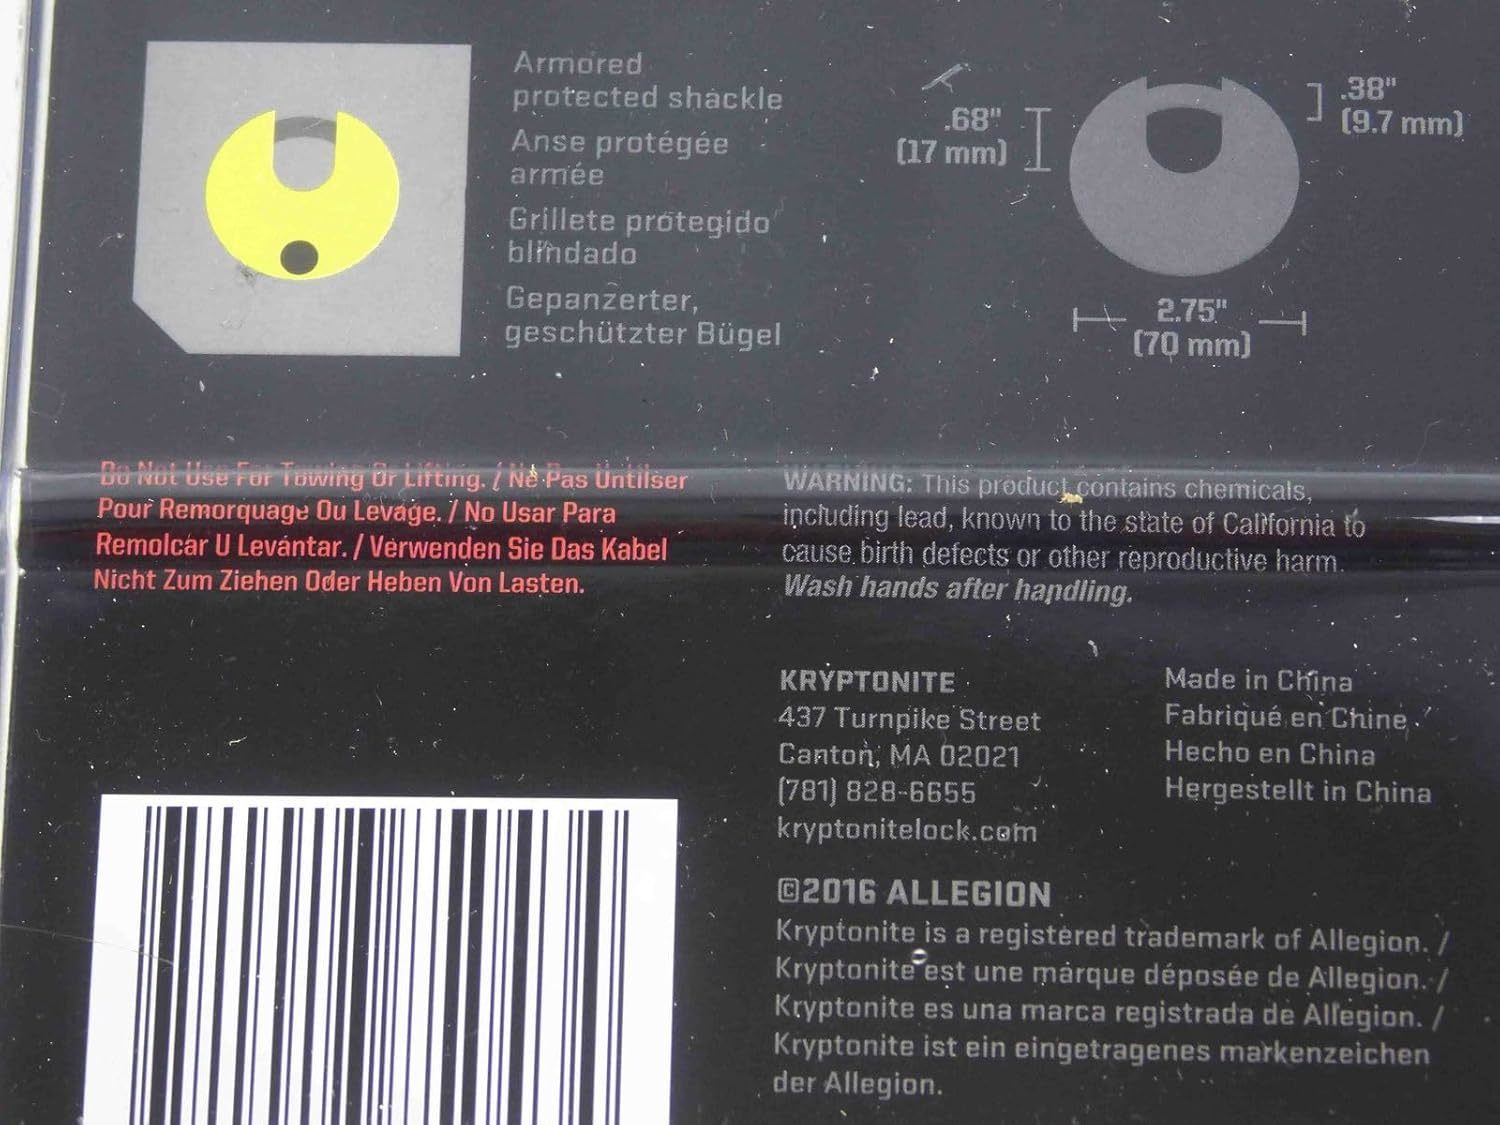 Armored
protected shackle
Anse protégée
armée
Grillete protegido
blindado
Gepanzerter,
geschützter Bügel
.68"
(17 mm)
.38"
(9.7 mm)
2.75"
(70 mm)
Do Not Use For Towing Or Lifting. / Ne Pas Untilser
Pour Remorquage Ou Levage. / No Usar Para
Remolcar U Levantar. / Verwenden Sie Das Kabel
Nicht Zum Ziehen Oder Heben Von Lasten.
WARNING: This product contains chemicals,
including lead, known to the state of California to
cause birth defects or other reproductive harm.
Wash hands after handling.
KRYPTONITE
437 Turnpike Street
Canton, MA 02021
(781) 828-6655
kryptonitelock.com
Made in China
Fabriqué en Chine
Hecho en China
Hergestellt in China
©2016 ALLEGION
Kryptonite is a registered trademark of Allegion. /
Kryptonite est une marque déposée de Allegion. /
Kryptonite es una marca registrada de Allegion. /
Kryptonite ist ein eingetragenes markenzeichen
der Allegion.